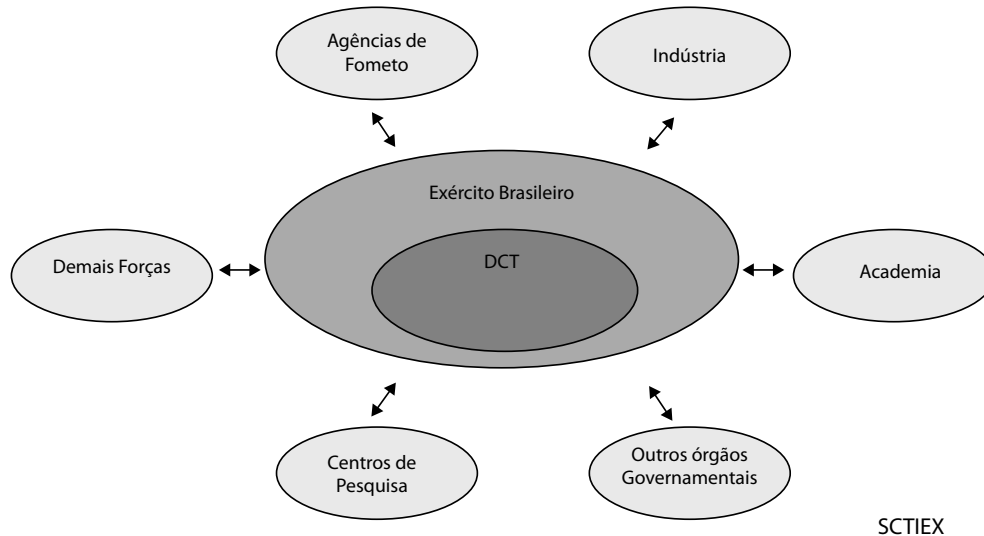 Agências de
Fometo
Indústria
Exército Brasileiro
DCT
Demais Forças
Academia
Centros de
Pesquisa
Outros órgãos
Governamentais
SCTIEX